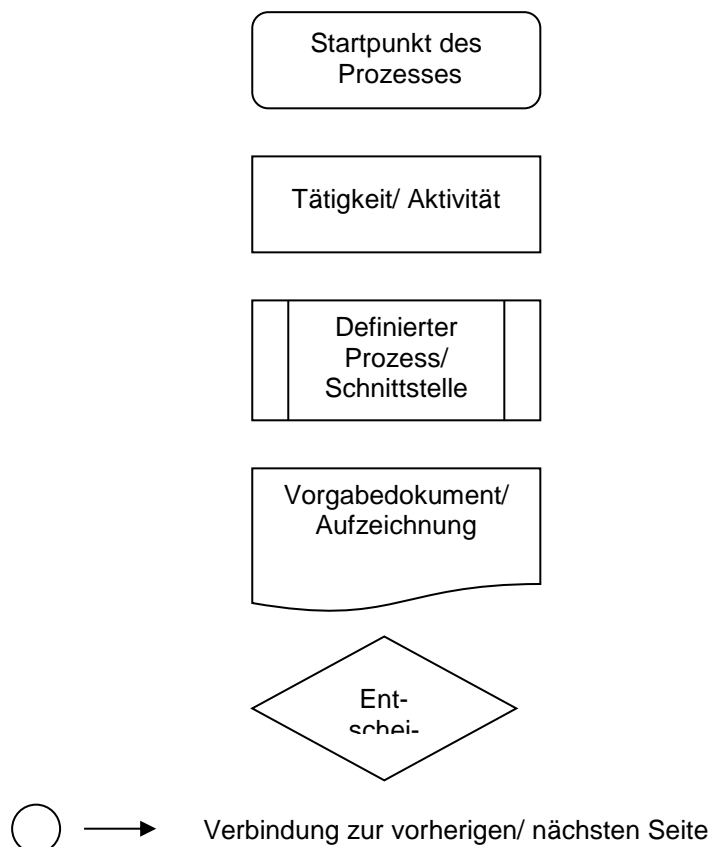 Startpunkt des
Prozesses
Tätigkeit/ Aktivität
Definierter
Prozess/
Schnittstelle
Vorgabedokument/
Aufzeichnung
Ent-
schei-
Verbindung zur vorherigen/ nächsten Seite